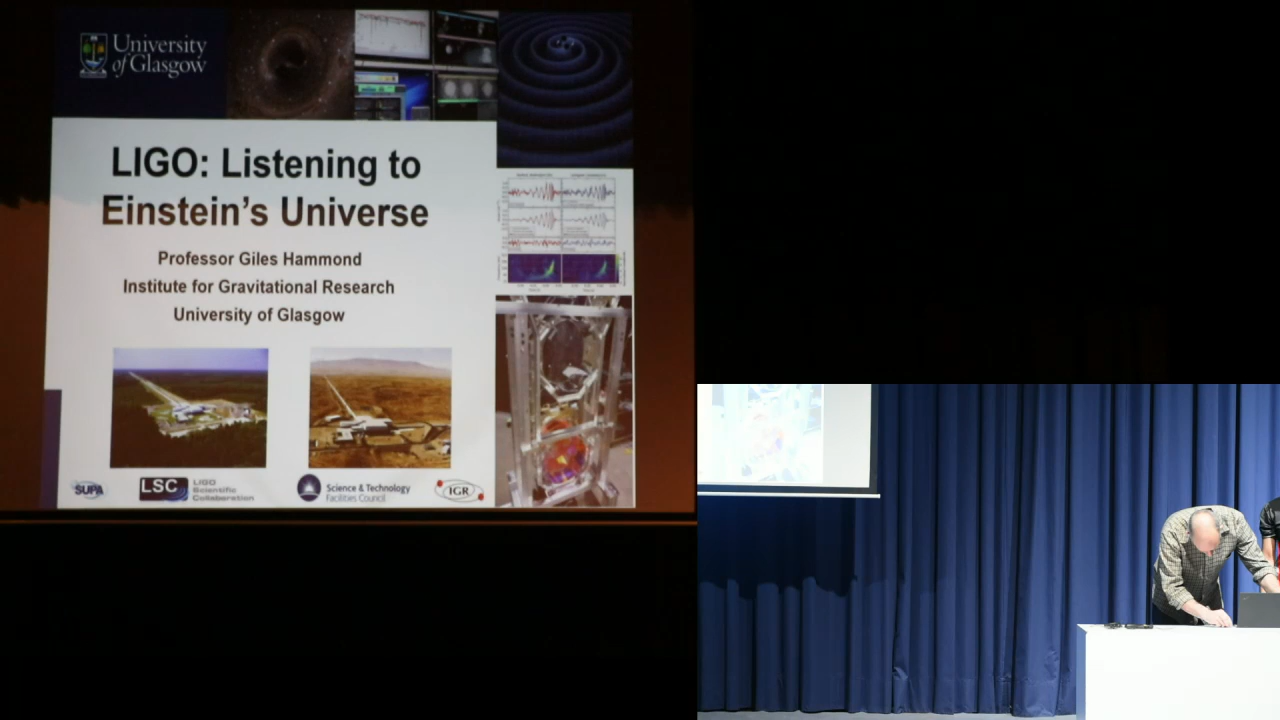 University
of Glasgow
LIGO: Listening to
Einstein's Universe
Professor Giles Hammond
Institute for Gravitational Research
University of Glasgow
SUPA
LSC
LIGO
Scientific
Collaboration
Science & Technology
Facilities Council
IGR